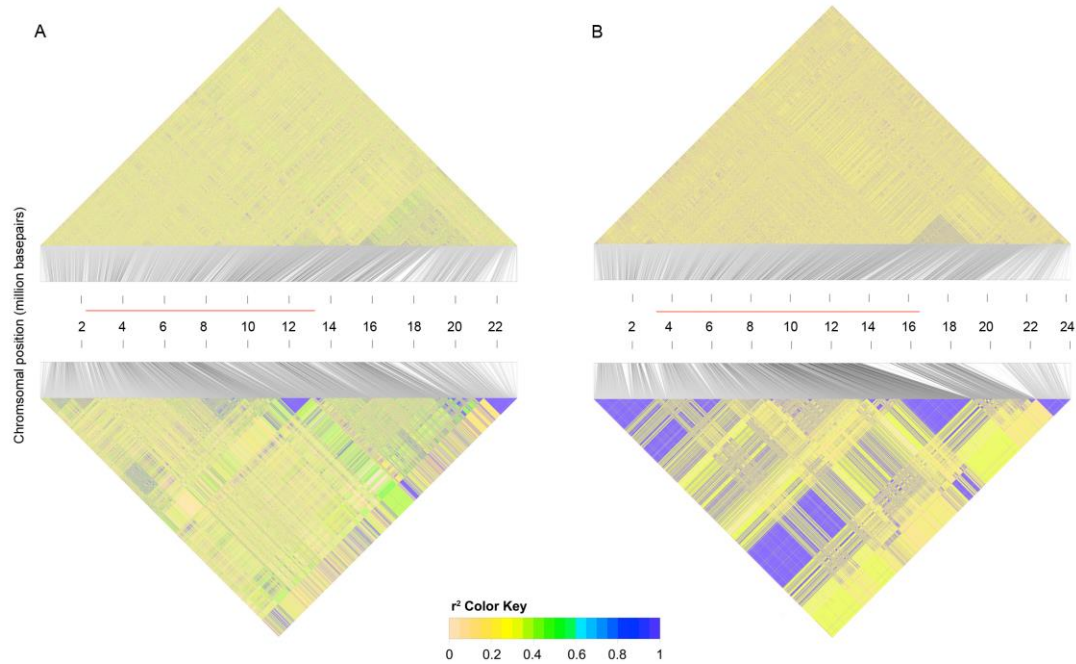 A
B
Chromsomal position (million basepairs)
2 4 6 8 10 12 14 16 18 20 22
2 4 6 8 10 12 14 16 18 20 22 24
r² Color Key
0 0.2 0.4 0.6 0.8 1